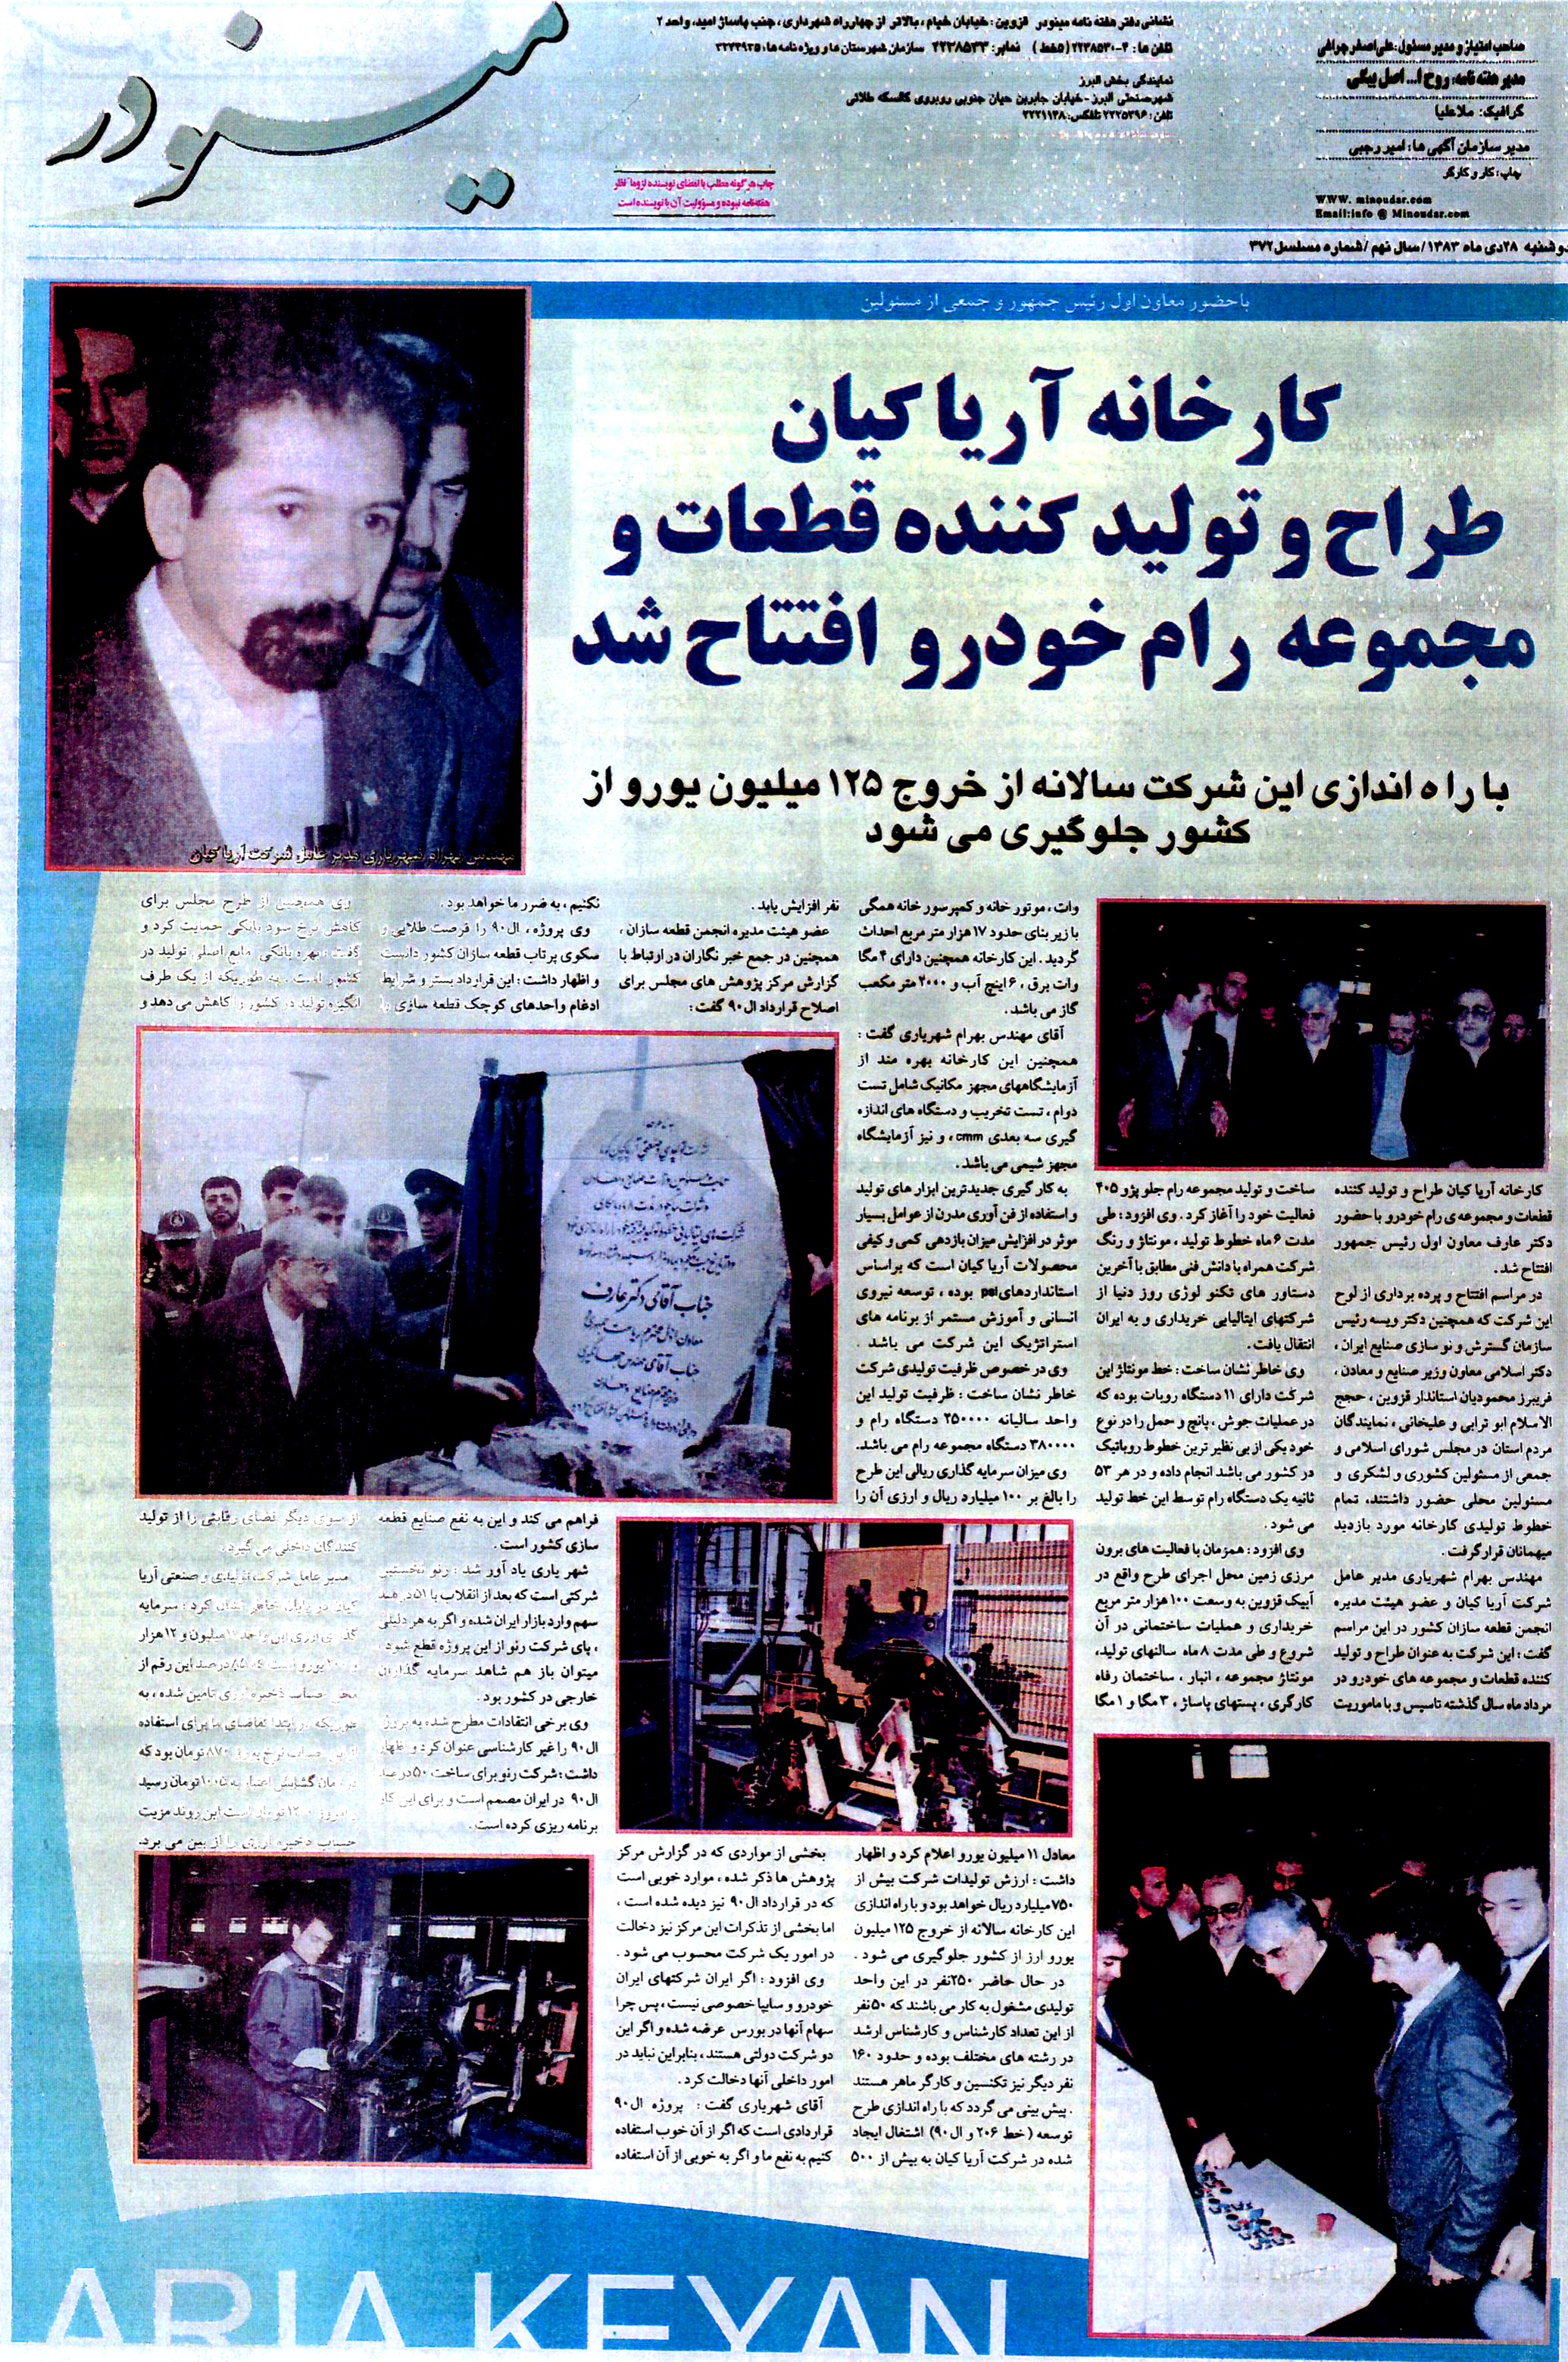 مینودر
صاحب امتیاز و مدیر مسئول: علی اصغر چراغی
مدیر هفته نامه: روح ا... اصل بیگی
گرافیک: ملاعلیا
مدیر سازمان آگهی ها: امیر رجبی
چاپ: کار و کارگر
WWW. minoudar.com
Email:info @ Minoudar.com
نشانی دفتر هفته نامه مینودر قزوین: خیابان خیام، بالاتر از چهارراه شهرداری، جنب پاساژ امید، واحد ۲
تلفن ها: ۴-۲۲۳۸۵۳۰ (۵خط) نمابر: ۲۲۳۸۵۳۳ سازمان شهرستان ها و ویژه نامه ها: ۳۲۷۴۹۳۵
نمایندگی بخش البرز
شهرصنعتی البرز - خیابان جابربن حیان جنوبی روبروی کالسکه طلائی
تلفن: ۲۲۲۵۲۹۶ تلفکس: ۲۲۲۱۱۳۸
چاپ هرگونه مطلب با امضای نویسنده لزوما نظر
هفته نامه نبوده و مسؤولیت آن با نویسنده است
دوشنبه ۲۸ دی ماه ۱۳۸۳/سال نهم/شماره مسلسل ۳۷۲
با حضور معاون اول رئیس جمهور و جمعی از مسئولین
کارخانه آریا کیان
طراح و تولید کننده قطعات و
مجموعه رام خودرو افتتاح شد
با راه اندازی این شرکت سالانه از خروج ۱۲۵ میلیون یورو از
کشور جلوگیری می شود
مهندس بهرام شهریاری مدیر عامل شرکت آریا کیان
کارخانه آریا کیان طراح و تولید کننده
قطعات و مجموعه ی رام خودرو با حضور
دکتر عارف معاون اول رئیس جمهور
افتتاح شد.
در مراسم افتتاح و پرده برداری از لوح
این شرکت که همچنین دکتر ویسه رئیس
سازمان گسترش و نو سازی صنایع ایران،
دکتر اسلامی معاون وزیر صنایع و معادن،
فریبرز محمودیان استاندار قزوین، حجج
الاسلام ابو ترابی و علیخانی، نمایندگان
مردم استان در مجلس شورای اسلامی و
جمعی از مسئولین کشوری و لشکری و
مسئولین محلی حضور داشتند، تمام
خطوط تولیدی کارخانه مورد بازدید
میهمانان قرار گرفت.
مهندس بهرام شهریاری مدیر عامل
شرکت آریا کیان و عضو هیئت مدیره
انجمن قطعه سازان کشور در این مراسم
گفت: این شرکت به عنوان طراح و تولید
کننده قطعات و مجموعه های خودرو در
مرداد ماه سال گذشته تاسیس و با ماموریت
ساخت و تولید مجموعه رام جلو پژو ۴۰۵
فعالیت خود را آغاز کرد. وی افزود: طی
مدت ۶ ماه خطوط تولید، مونتاژ و رنگ
شرکت همراه با دانش فنی مطابق با آخرین
دستاور های تکنو لوژی روز دنیا از
شرکتهای ایتالیایی خریداری و به ایران
انتقال یافت.
وی خاطر نشان ساخت: خط مونتاژ این
شرکت دارای ۱۱ دستگاه روبات بوده که
در عملیات جوش، پانچ و حمل را در نوع
خود یکی از بی نظیر ترین خطوط روباتیک
در کشور می باشد انجام داده و در هر ۵۳
ثانیه یک دستگاه رام توسط این خط تولید
می شود.
وی افزود: همزمان با فعالیت های برون
مرزی زمین محل اجرای طرح واقع در
آبیک قزوین به وسعت ۱۰۰ هزار متر مربع
خریداری و عملیات ساختمانی در آن
شروع و طی مدت ۸ ماه سالنهای تولید،
مونتاژ مجموعه، انبار، ساختمان رفاه
کارگری، پستهای پاساژ، ۳ مگا و ۱ مگا
وات، موتور خانه و کمپرسور خانه همگی
با زیر بنای حدود ۱۷ هزار متر مربع احداث
گردید. این کارخانه همچنین دارای ۴ مگا
وات برق، ۶ اینچ آب و ۲۰۰۰ متر مکعب
گاز می باشد.
آقای مهندس بهرام شهریاری گفت:
همچنین این کارخانه بهره مند از
آزمایشگاههای مجهز مکانیک شامل تست
دوام، تست تخریب و دستگاه های اندازه
گیری سه بعدی cmm، و نیز آزمایشگاه
مجهز شیمی می باشد.
به کار گیری جدیدترین ابزار های تولید
و استفاده از فن آوری مدرن از عوامل بسیار
موثر در افزایش میزان بازدهی کمی و کیفی
محصولات آریا کیان است که براساس
استانداردهای psi بوده، توسعه نیروی
انسانی و آموزش مستمر از برنامه های
استراتژیک این شرکت می باشد.
وی در خصوص ظرفیت تولیدی شرکت
خاطر نشان ساخت: ظرفیت تولید این
واحد سالیانه ۲۵۰۰۰۰ دستگاه رام و
۳۸۰۰۰۰ دستگاه مجموعه رام می باشد.
وی میزان سرمایه گذاری ریالی این طرح
را بالغ بر ۱۰۰ میلیارد ریال و ارزی آن را
معادل ۱۱ میلیون یورو اعلام کرد و اظهار
داشت: ارزش تولیدات شرکت بیش از
۷۵۰ میلیارد ریال خواهد بود و با راه اندازی
این کارخانه سالانه از خروج ۱۲۵ میلیون
یورو ارز از کشور جلوگیری می شود.
در حال حاضر ۲۵۰ نفر در این واحد
تولیدی مشغول به کار می باشند که ۵۰ نفر
از این تعداد کارشناس و کارشناس ارشد
در رشته های مختلف بوده و حدود ۱۶۰
نفر دیگر نیز تکنسین و کارگر ماهر هستند
. پیش بینی می گردد که با راه اندازی طرح
توسعه (خط ۲۰۶ و ال۹۰) اشتغال ایجاد
شده در شرکت آریا کیان به بیش از ۵۰۰
نفر افزایش یابد.
عضو هیئت مدیره انجمن قطعه سازان،
همچنین در جمع خبر نگاران در ارتباط با
گزارش مرکز پژوهش های مجلس برای
اصلاح قرارداد ال۹۰ گفت:
بخشی از مواردی که در گزارش مرکز
پژوهش ها ذکر شده، موارد خوبی است
که در قرارداد ال۹۰ نیز دیده شده است،
اما بخشی از تذکرات این مرکز نیز دخالت
در امور یک شرکت محسوب می شود.
وی افزود: اگر ایران شرکتهای ایران
خودرو و سایپا خصوصی نیست، پس چرا
سهام آنها در بورس عرضه شده و اگر این
دو شرکت دولتی هستند، بنابراین نباید در
امور داخلی آنها دخالت کرد.
آقای شهریاری گفت: پروژه ال۹۰
قراردادی است که اگر از آن خوب استفاده
کنیم به نفع ما و اگر به خوبی از آن استفاده
نکنیم، به ضرر ما خواهد بود.
وی پروژه، ال۹۰ را فرصت طلایی و
سکوی پرتاب قطعه سازان کشور دانست
و اظهار داشت: این قرارداد بستر و شرایط
ادغام واحدهای کوچک قطعه سازی را
فراهم می کند و این به نفع صنایع قطعه
سازی کشور است.
شهر یاری یاد آور شد: رنو نخستین
شرکتی است که بعد از انقلاب با ۵۱ درصد
سهم وارد بازار ایران شده و اگر به هر دلیلی
، پای شرکت رنو از این پروژه قطع شود،
میتوان باز هم شاهد سرمایه گذاران
خارجی در کشور بود.
وی برخی انتقادات مطرح شده به پروژه
ال۹۰ را غیر کارشناسی عنوان کرد و اظهار
داشت: شرکت رنو برای ساخت ۵۰ درصد
ال۹۰ در ایران مصمم است و برای این کار
برنامه ریزی کرده است.
وی همچنین از طرح مجلس برای
کاهش نرخ سود بانکی حمایت کرد و
گفت: بهره بانکی مانع اصلی تولید در
کشور است، به طوریکه از یک طرف
انگیزه تولید در کشور را کاهش می دهد و
از سوی دیگر فضای رقابتی را از تولید
کنندگان داخلی می گیرد.
مدیر عامل شرکت تولیدی و صنعتی آریا
کیان در پایان خاطر نشان کرد: سرمایه
گذاری ارزی این واحد میلیون و ۱۲ هزار
یورو است که ۸۵ درصد این رقم از
محل حساب ذخیره ارزی تامین شده، به
طوریکه در ابتدا تقاضای ما برای استفاده
از این حساب نرخ یورو ۸۷۰ تومان بود که
در زمان گشایش اعتبار به ۱۰۰۵ تومان رسید
و امروز تومان است این روند مزیت
حساب ذخیره ارزی را از بین می برد.
جناب آقای دکتر عارف
ARIA KEYAN